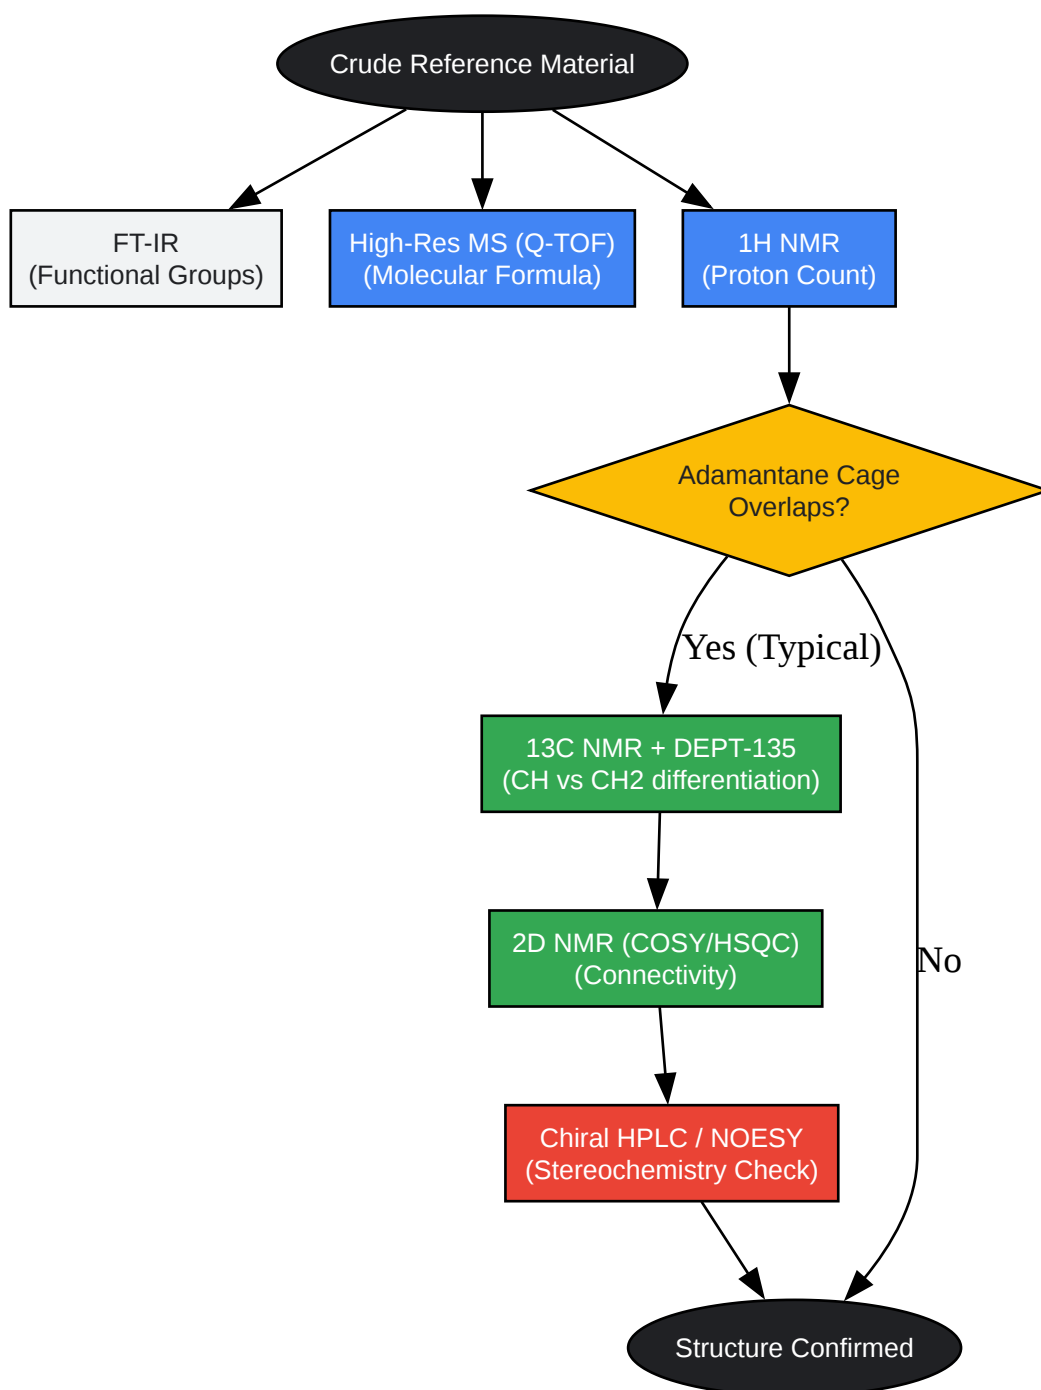 Crude Reference Material
FT-IR
(Functional Groups)
High-Res MS (Q-TOF)
(Molecular Formula)
1H NMR
(Proton Count)
Adamantane Cage
Overlaps?
Yes (Typical)
13C NMR + DEPT-135
(CH vs CH2 differentiation)
2D NMR (COSY/HSQC)
(Connectivity)
No
Chiral HPLC / NOESY
(Stereochemistry Check)
Structure Confirmed